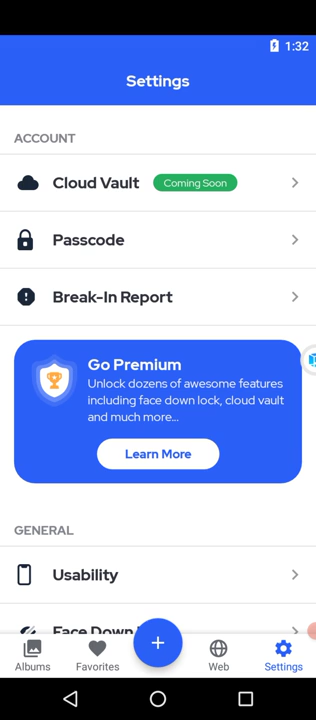 1:32
Settings
ACCOUNT
Cloud Vault Coming Soon
Passcode
Break-In Report
Go Premium
Unlock dozens of awesome features
including face down lock, cloud vault
and much more...
Learn More
GENERAL
Usability
Face Down
Albums Favorites Web Settings